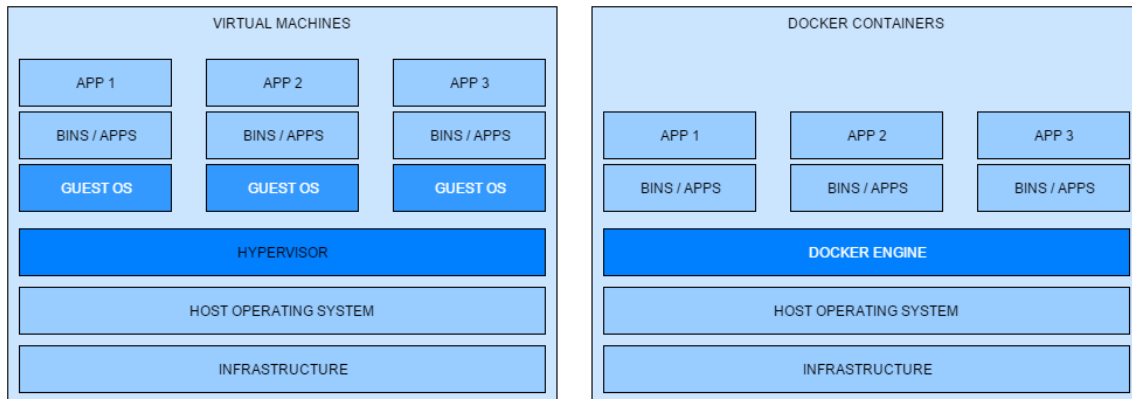 VIRTUAL MACHINES
APP 1
APP 2
APP 3
BINS / APPS
BINS / APPS
BINS / APPS
GUEST OS
GUEST OS
GUEST OS
HYPERVISOR
HOST OPERATING SYSTEM
INFRASTRUCTURE
DOCKER CONTAINERS
APP 1
APP 2
APP 3
BINS / APPS
BINS / APPS
BINS / APPS
DOCKER ENGINE
HOST OPERATING SYSTEM
INFRASTRUCTURE